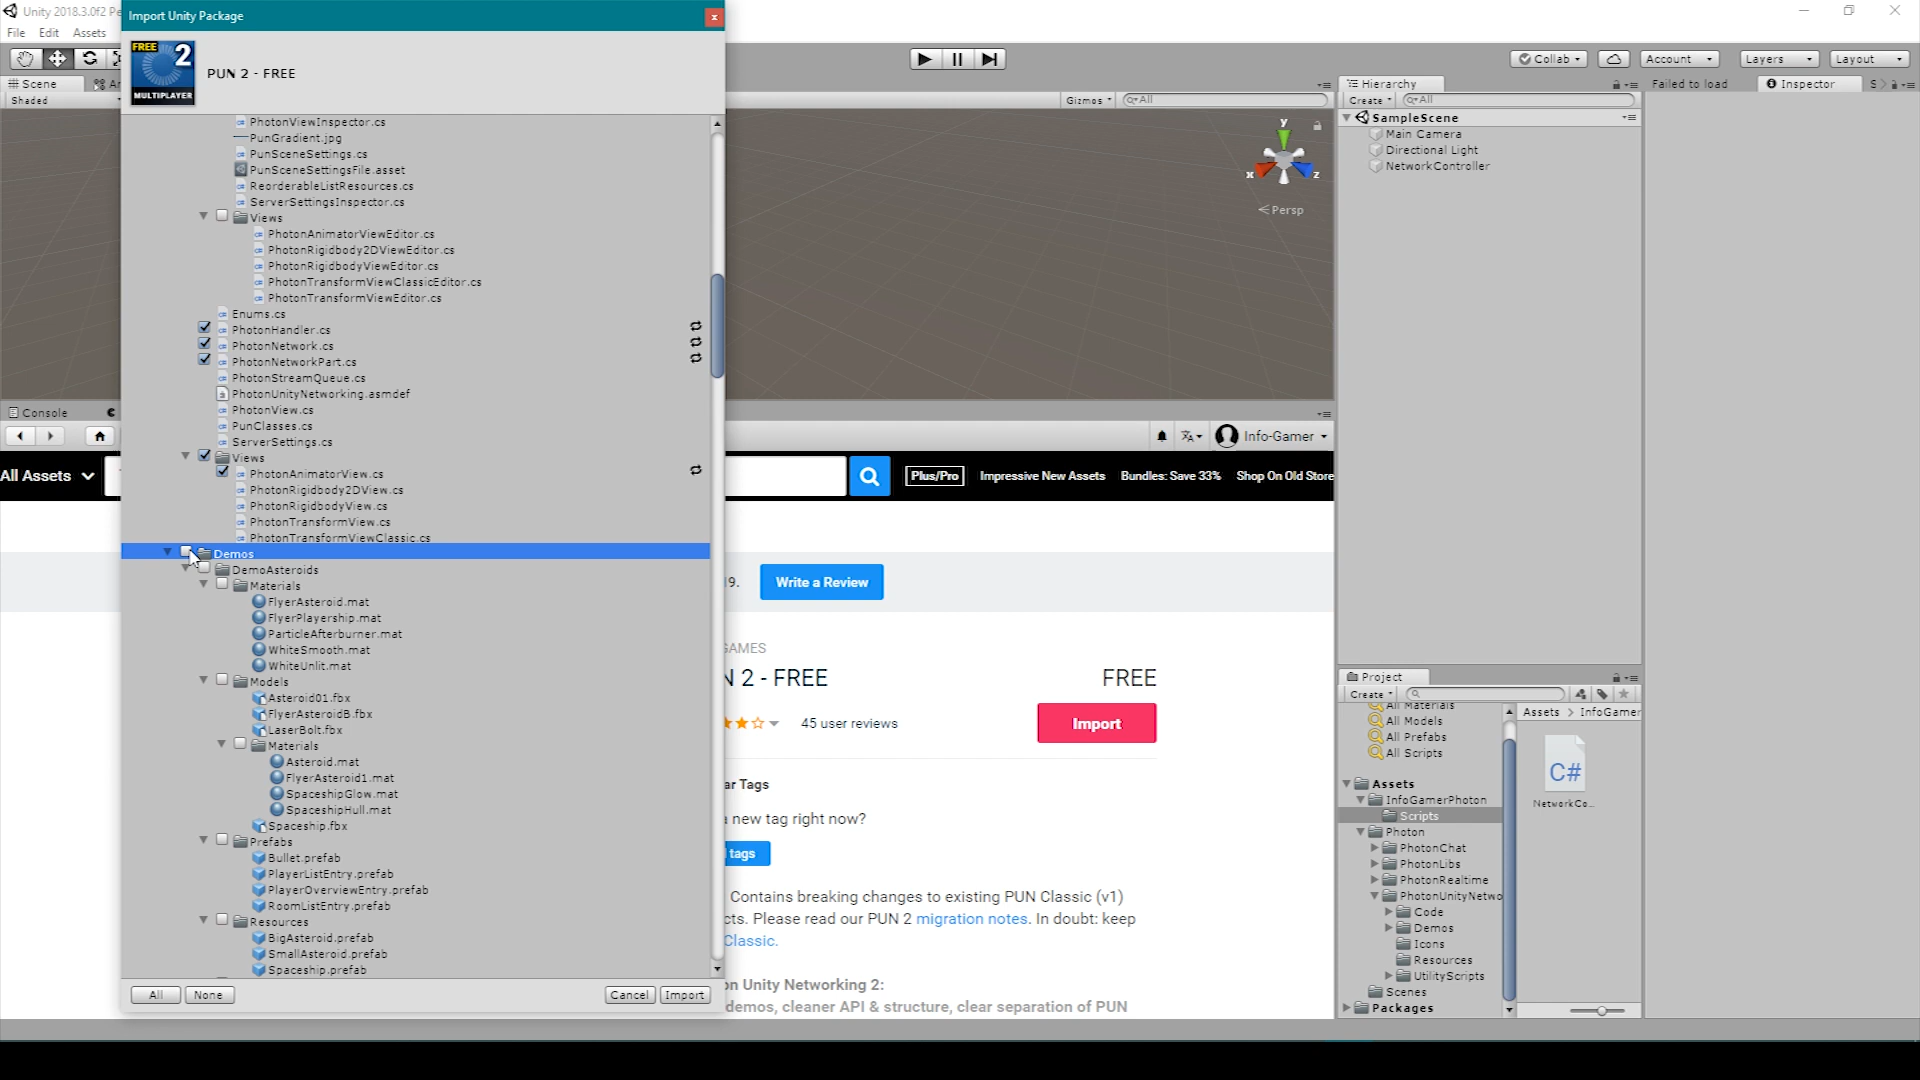 Unity 2018.3.0f2 Pe
File Edit Assets
Import Unity Package
x
FREE
2
MULTIPLAYER
PUN 2 - FREE
Collab
Account
Layers
Layout
Scene
Shaded
Gizmos
All
Hierarchy
Create
All
Failed to load
Inspector
SampleScene
Main Camera
Directional Light
NetworkController
y
x
z
Persp
PhotonViewInspector.cs
PunGradient.jpg
PunSceneSettings.cs
PunSceneSettingsFile.asset
ReorderableListResources.cs
ServerSettingsInspector.cs
Views
PhotonAnimatorViewEditor.cs
PhotonRigidbody2DViewEditor.cs
PhotonRigidbodyViewEditor.cs
PhotonTransformViewClassicEditor.cs
PhotonTransformViewEditor.cs
Enums.cs
PhotonHandler.cs
PhotonNetwork.cs
PhotonNetworkPart.cs
PhotonStreamQueue.cs
PhotonUnityNetworking.asmdef
PhotonView.cs
PunClasses.cs
ServerSettings.cs
Views
PhotonAnimatorView.cs
PhotonRigidbody2DView.cs
PhotonRigidbodyView.cs
PhotonTransformView.cs
PhotonTransformViewClassic.cs
Demos
DemoAsteroids
Materials
FlyerAsteroid.mat
FlyerPlayership.mat
ParticleAfterburner.mat
WhiteSmooth.mat
WhiteUnlit.mat
Models
Asteroid01.fbx
FlyerAsteroidB.fbx
LaserBolt.fbx
Materials
Asteroid.mat
FlyerAsteroid1.mat
SpaceshipGlow.mat
SpaceshipHull.mat
Spaceship.fbx
Prefabs
Bullet.prefab
PlayerListEntry.prefab
PlayerOverviewEntry.prefab
RoomListEntry.prefab
Resources
BigAsteroid.prefab
SmallAsteroid.prefab
Spaceship.prefab
All None Cancel Import
Console
Info-Gamer
All Assets
Plus/Pro Impressive New Assets Bundles: Save 33% Shop On Old Store
19. Write a Review
GAMES
N 2 - FREE FREE
45 user reviews Import
ar Tags
new tag right now?
tags
Contains breaking changes to existing PUN Classic (v1)
cts. Please read our PUN 2 migration notes. In doubt: keep
Classic.
on Unity Networking 2:
demos, cleaner API & structure, clear separation of PUN
Project
Create
All Materials
All Models
All Prefabs
All Scripts
Assets
InfoGamerPhoton
Scripts
Photon
PhotonChat
PhotonLibs
PhotonRealtime
PhotonUnityNetwo
Code
Demos
Icons
Resources
UtilityScripts
Scenes
Packages
Assets > InfoGamer
C#
NetworkCo...